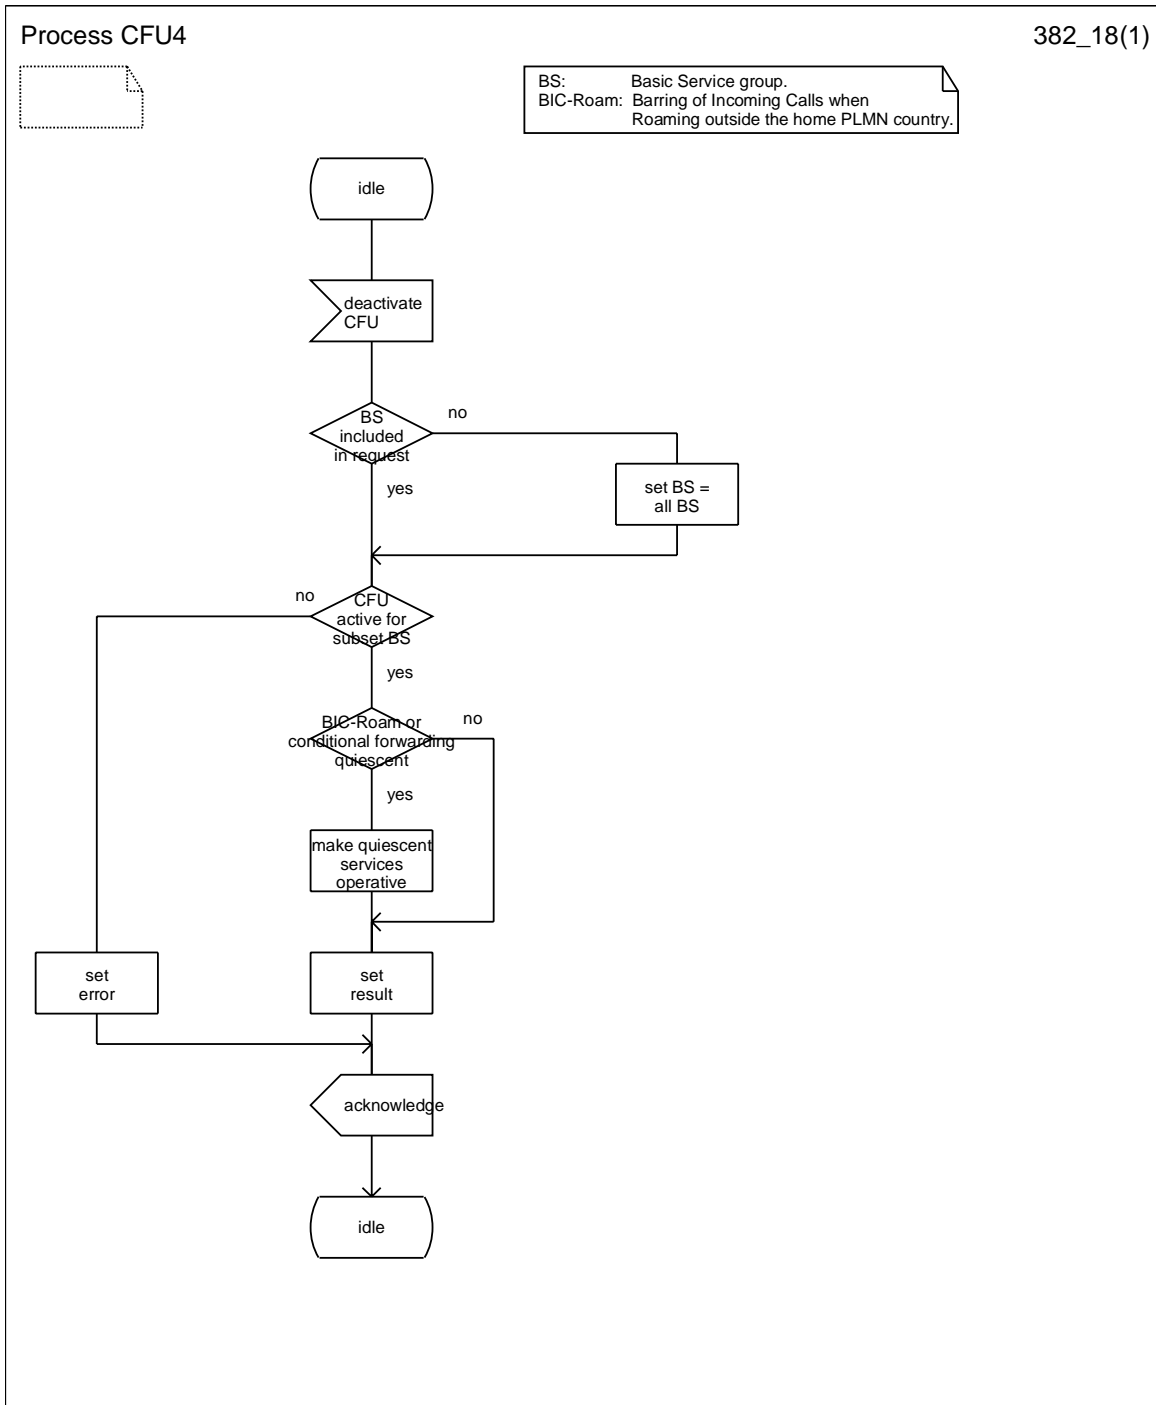 Process CFU4
382_18(1)
BS: Basic Service group.
BIC-Roam: Barring of Incoming Calls when
Roaming outside the home PLMN country.
idle
deactivate
CFU
BS
included
in request
no
yes
set BS =
all BS
no
CFU
active for
subset BS
yes
BIC-Roam or
conditional forwarding
quiescent
no
yes
make quiescent
services
operative
set
error
set
result
acknowledge
idle